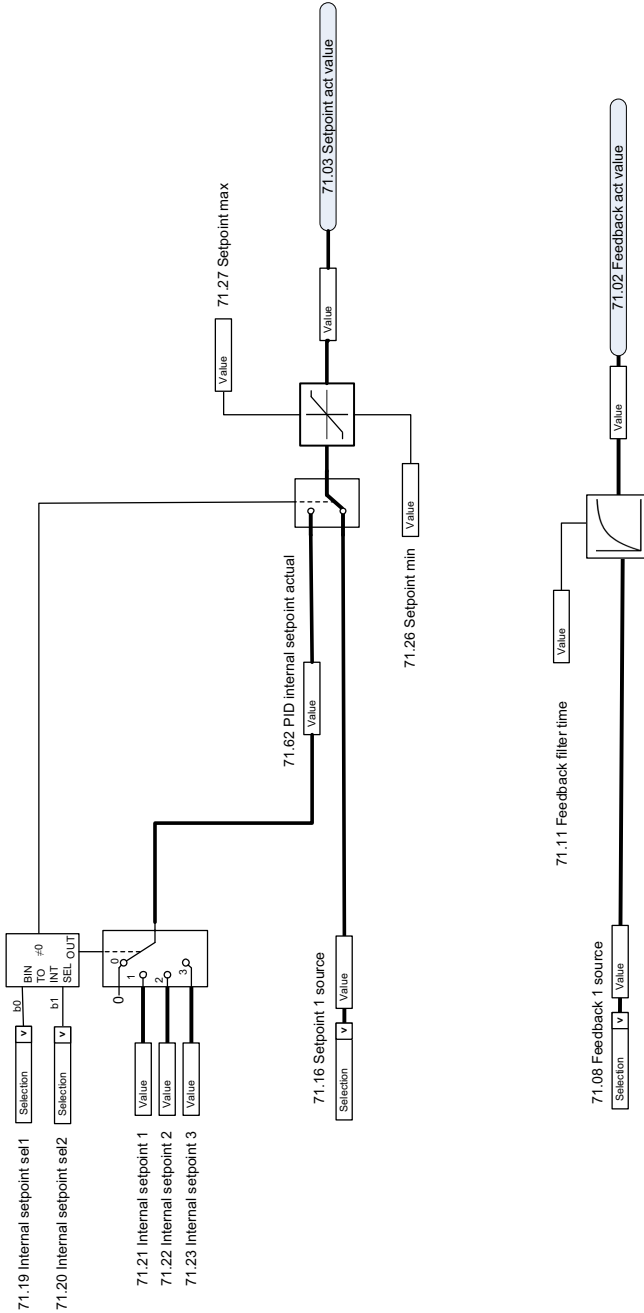 71.19 Internal setpoint sel1
Selection v
b0
71.20 Internal setpoint sel2
Selection v
b1
BIN
TO
INT
SEL
≠0
OUT
71.21 Internal setpoint 1
Value
71.22 Internal setpoint 2
Value
71.23 Internal setpoint 3
Value
0
0
1
2
3
71.62 PID internal setpoint actual
Value
71.16 Setpoint 1 source
Selection v
Value
71.27 Setpoint max
Value
71.26 Setpoint min
Value
Value
71.03 Setpoint act value
71.11 Feedback filter time
Value
71.08 Feedback 1 source
Selection v
Value
Value
71.02 Feedback act value